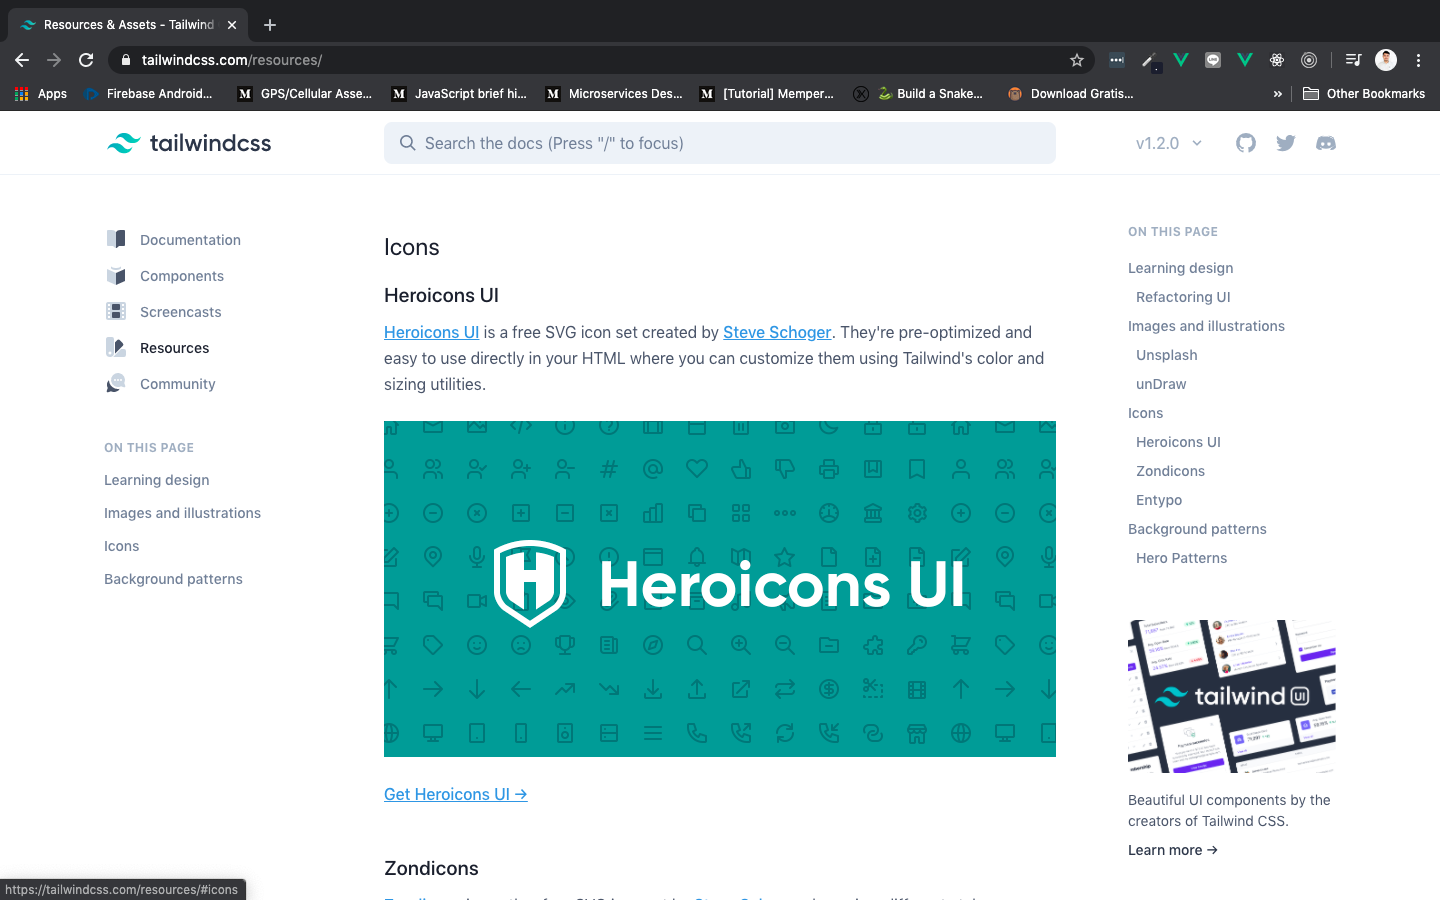 Resources & Assets - Tailwind
tailwindcss.com/resources/
Apps
Firebase Android...
GPS/Cellular Asse...
JavaScript brief hi...
Microservices Des...
[Tutorial] Memper...
Build a Snake...
Download Gratis...
»
Other Bookmarks
tailwindcss
Search the docs (Press "/" to focus)
v1.2.0
Documentation
Components
Screencasts
Resources
Community
ON THIS PAGE
Learning design
Images and illustrations
Icons
Background patterns
Icons
Heroicons UI
Heroicons UI is a free SVG icon set created by Steve Schoger. They're pre-optimized and
easy to use directly in your HTML where you can customize them using Tailwind's color and
sizing utilities.
Heroicons UI
Get Heroicons UI →
Zondicons
ON THIS PAGE
Learning design
Refactoring UI
Images and illustrations
Unsplash
unDraw
Icons
Heroicons UI
Zondicons
Entypo
Background patterns
Hero Patterns
tailwind UI
Beautiful UI components by the
creators of Tailwind CSS.
Learn more →
https://tailwindcss.com/resources/#icons